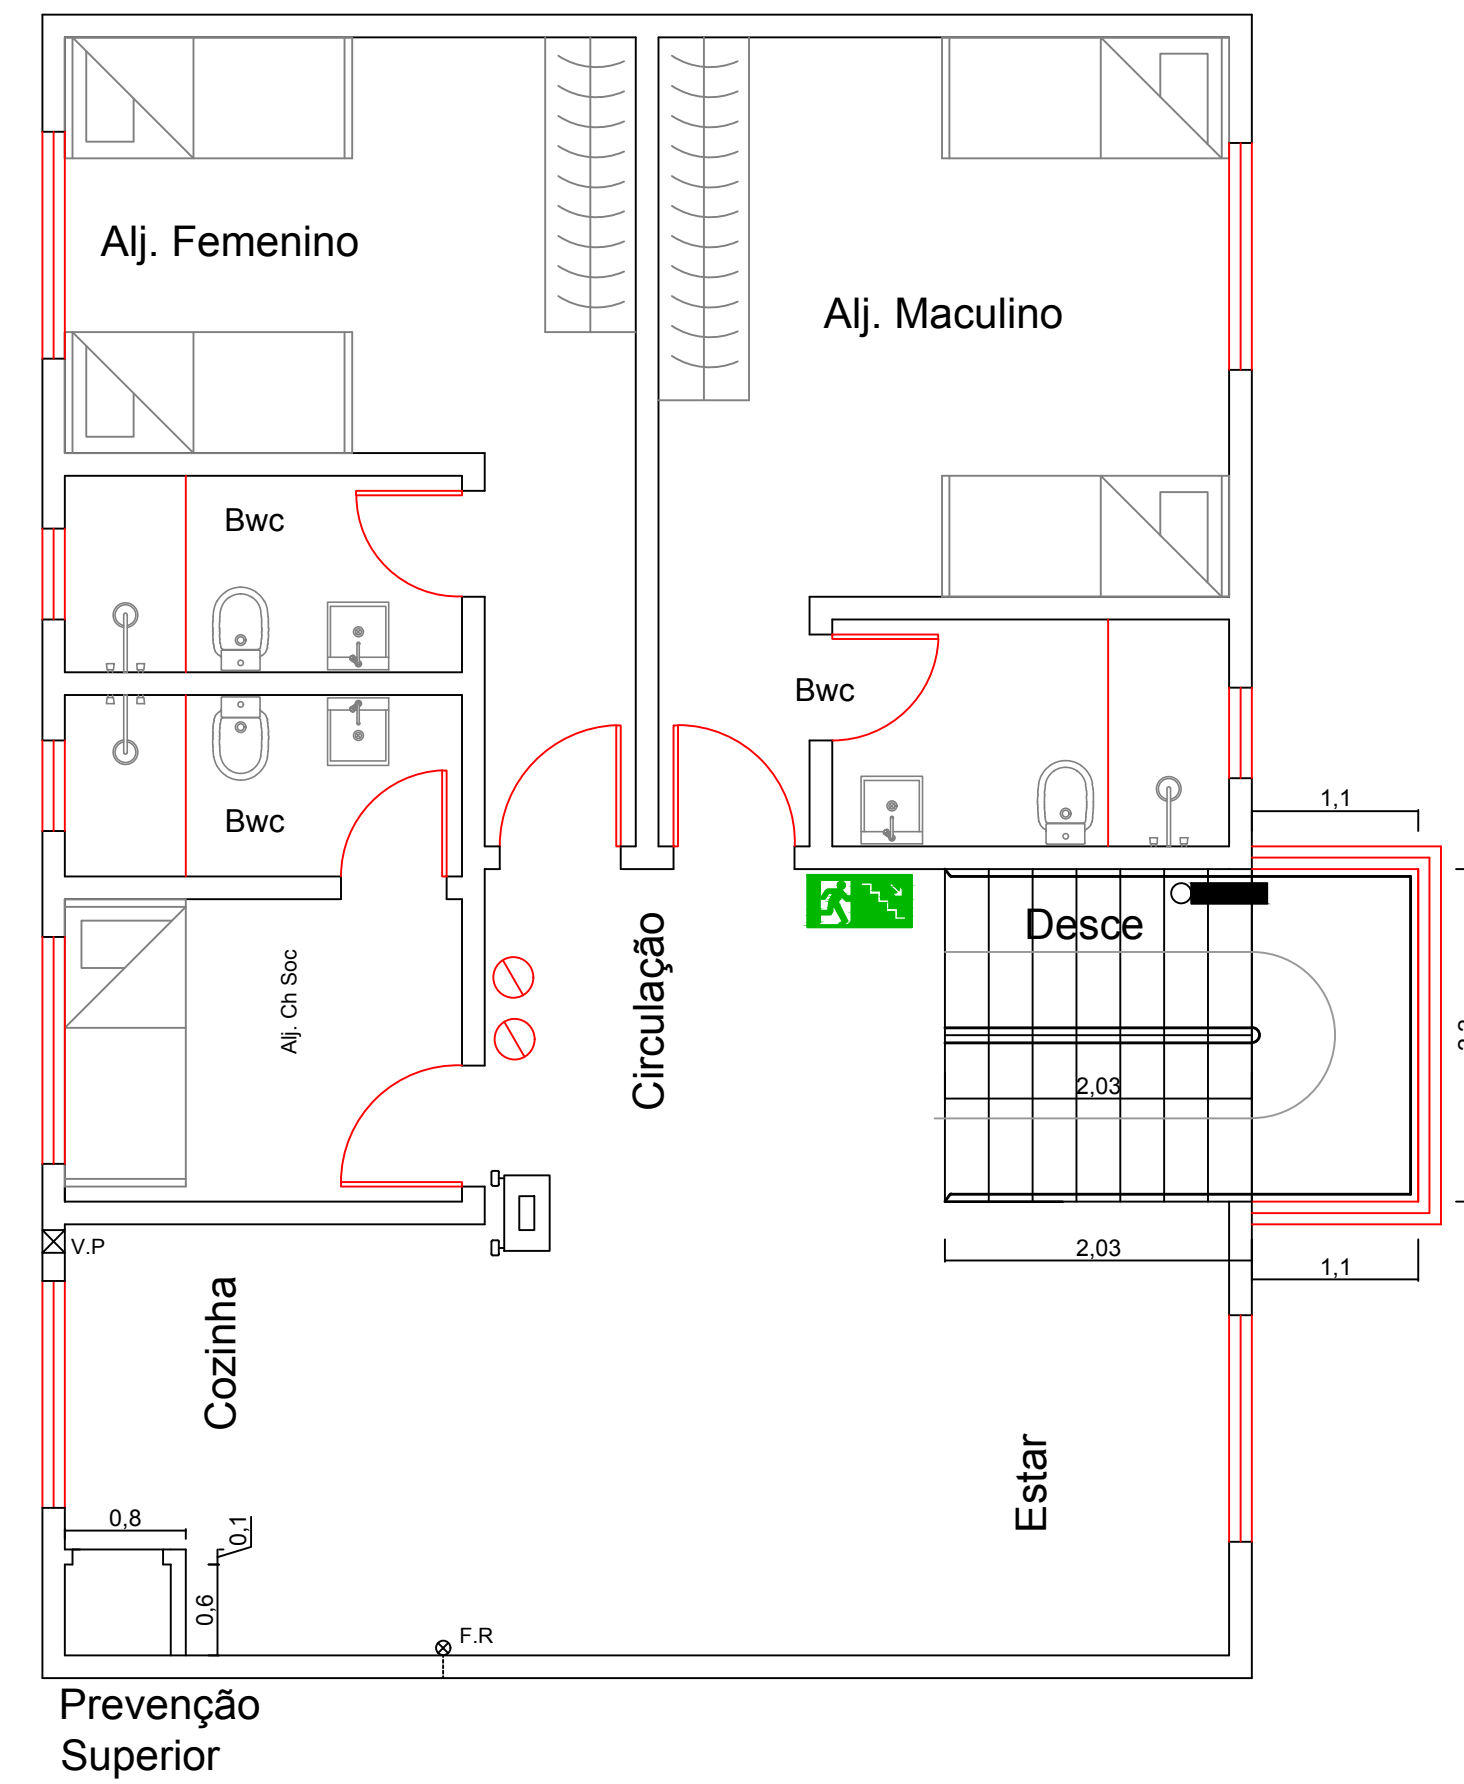 Alj. Femenino
Alj. Maculino
Bwc
Bwc
Bwc
1,1
Desce
Circulação
Alj. Ch Soc
2,03
V.P
2,03
1,1
Cozinha
Estar
0,8
0,1
0,6
F.R
Prevenção
Superior